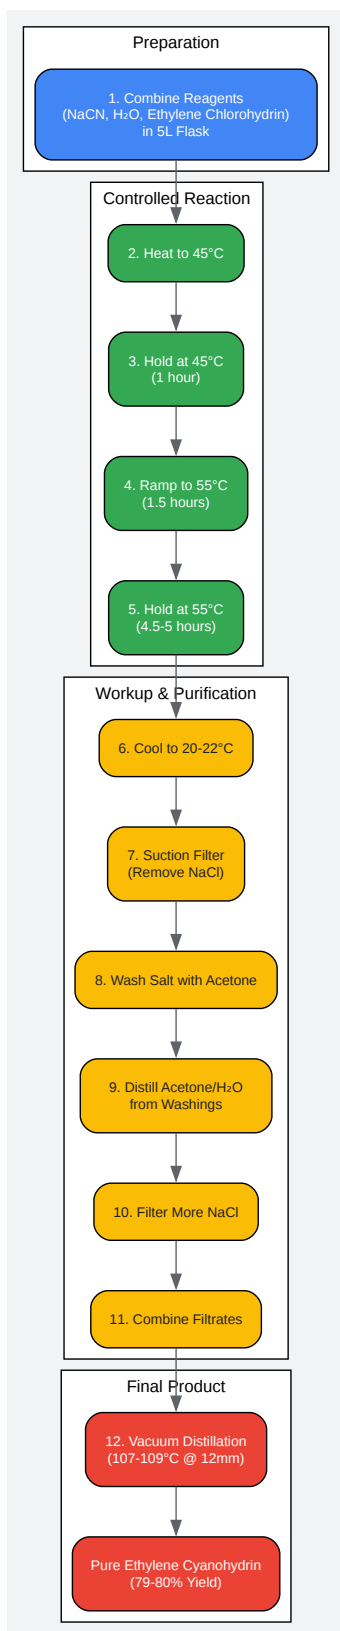 Preparation
1. Combine Reagents
(NaCN, H₂O, Ethylene Chlorohydrin)
in 5L Flask
Controlled Reaction
2. Heat to 45°C
3. Hold at 45°C
(1 hour)
4. Ramp to 55°C
(1.5 hours)
5. Hold at 55°C
(4.5-5 hours)
Workup & Purification
6. Cool to 20-22°C
7. Suction Filter
(Remove NaCl)
8. Wash Salt with Acetone
9. Distill Acetone/H₂O
from Washings
10. Filter More NaCl
11. Combine Filtrates
Final Product
12. Vacuum Distillation
(107-109°C @ 12mm)
Pure Ethylene Cyanohydrin
(79-80% Yield)